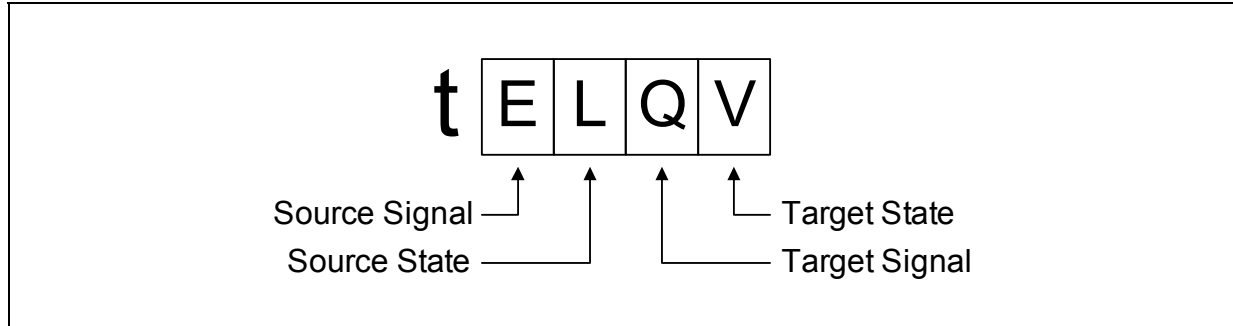 t E L Q V
Source Signal Target State
Source State Target Signal